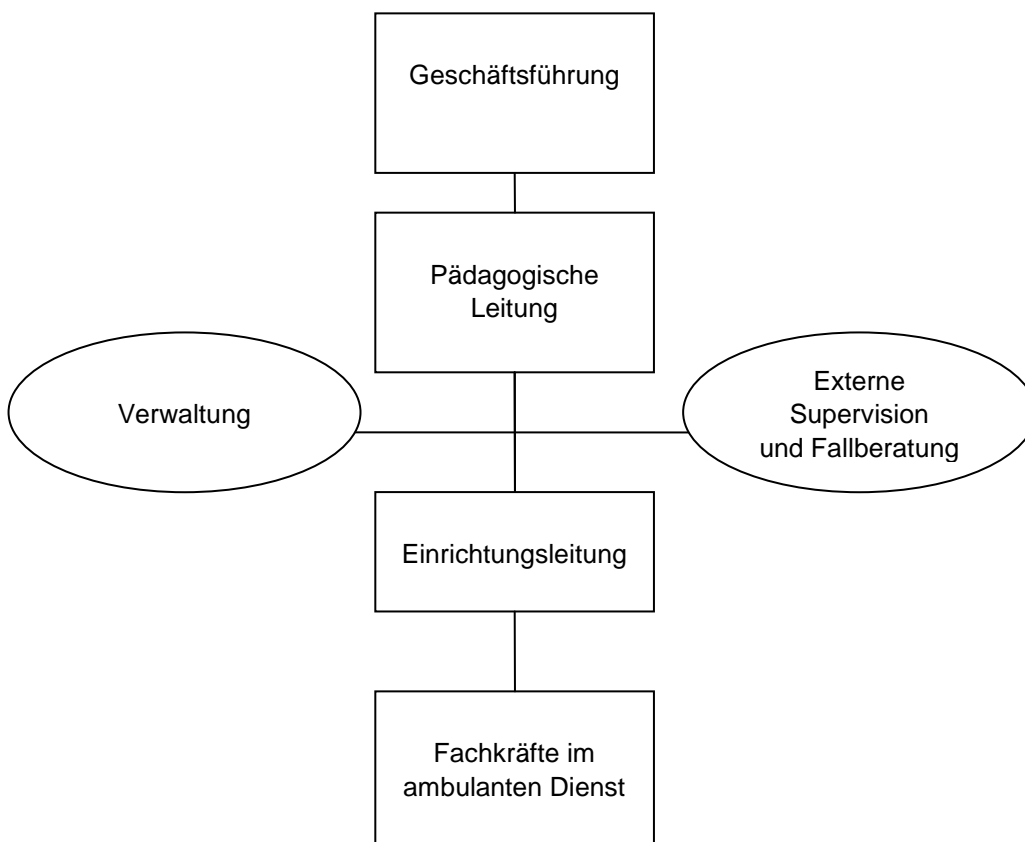 Geschäftsführung
Pädagogische
Leitung
Verwaltung
Externe
Supervision
und Fallberatung
Einrichtungsleitung
Fachkräfte im
ambulanten Dienst